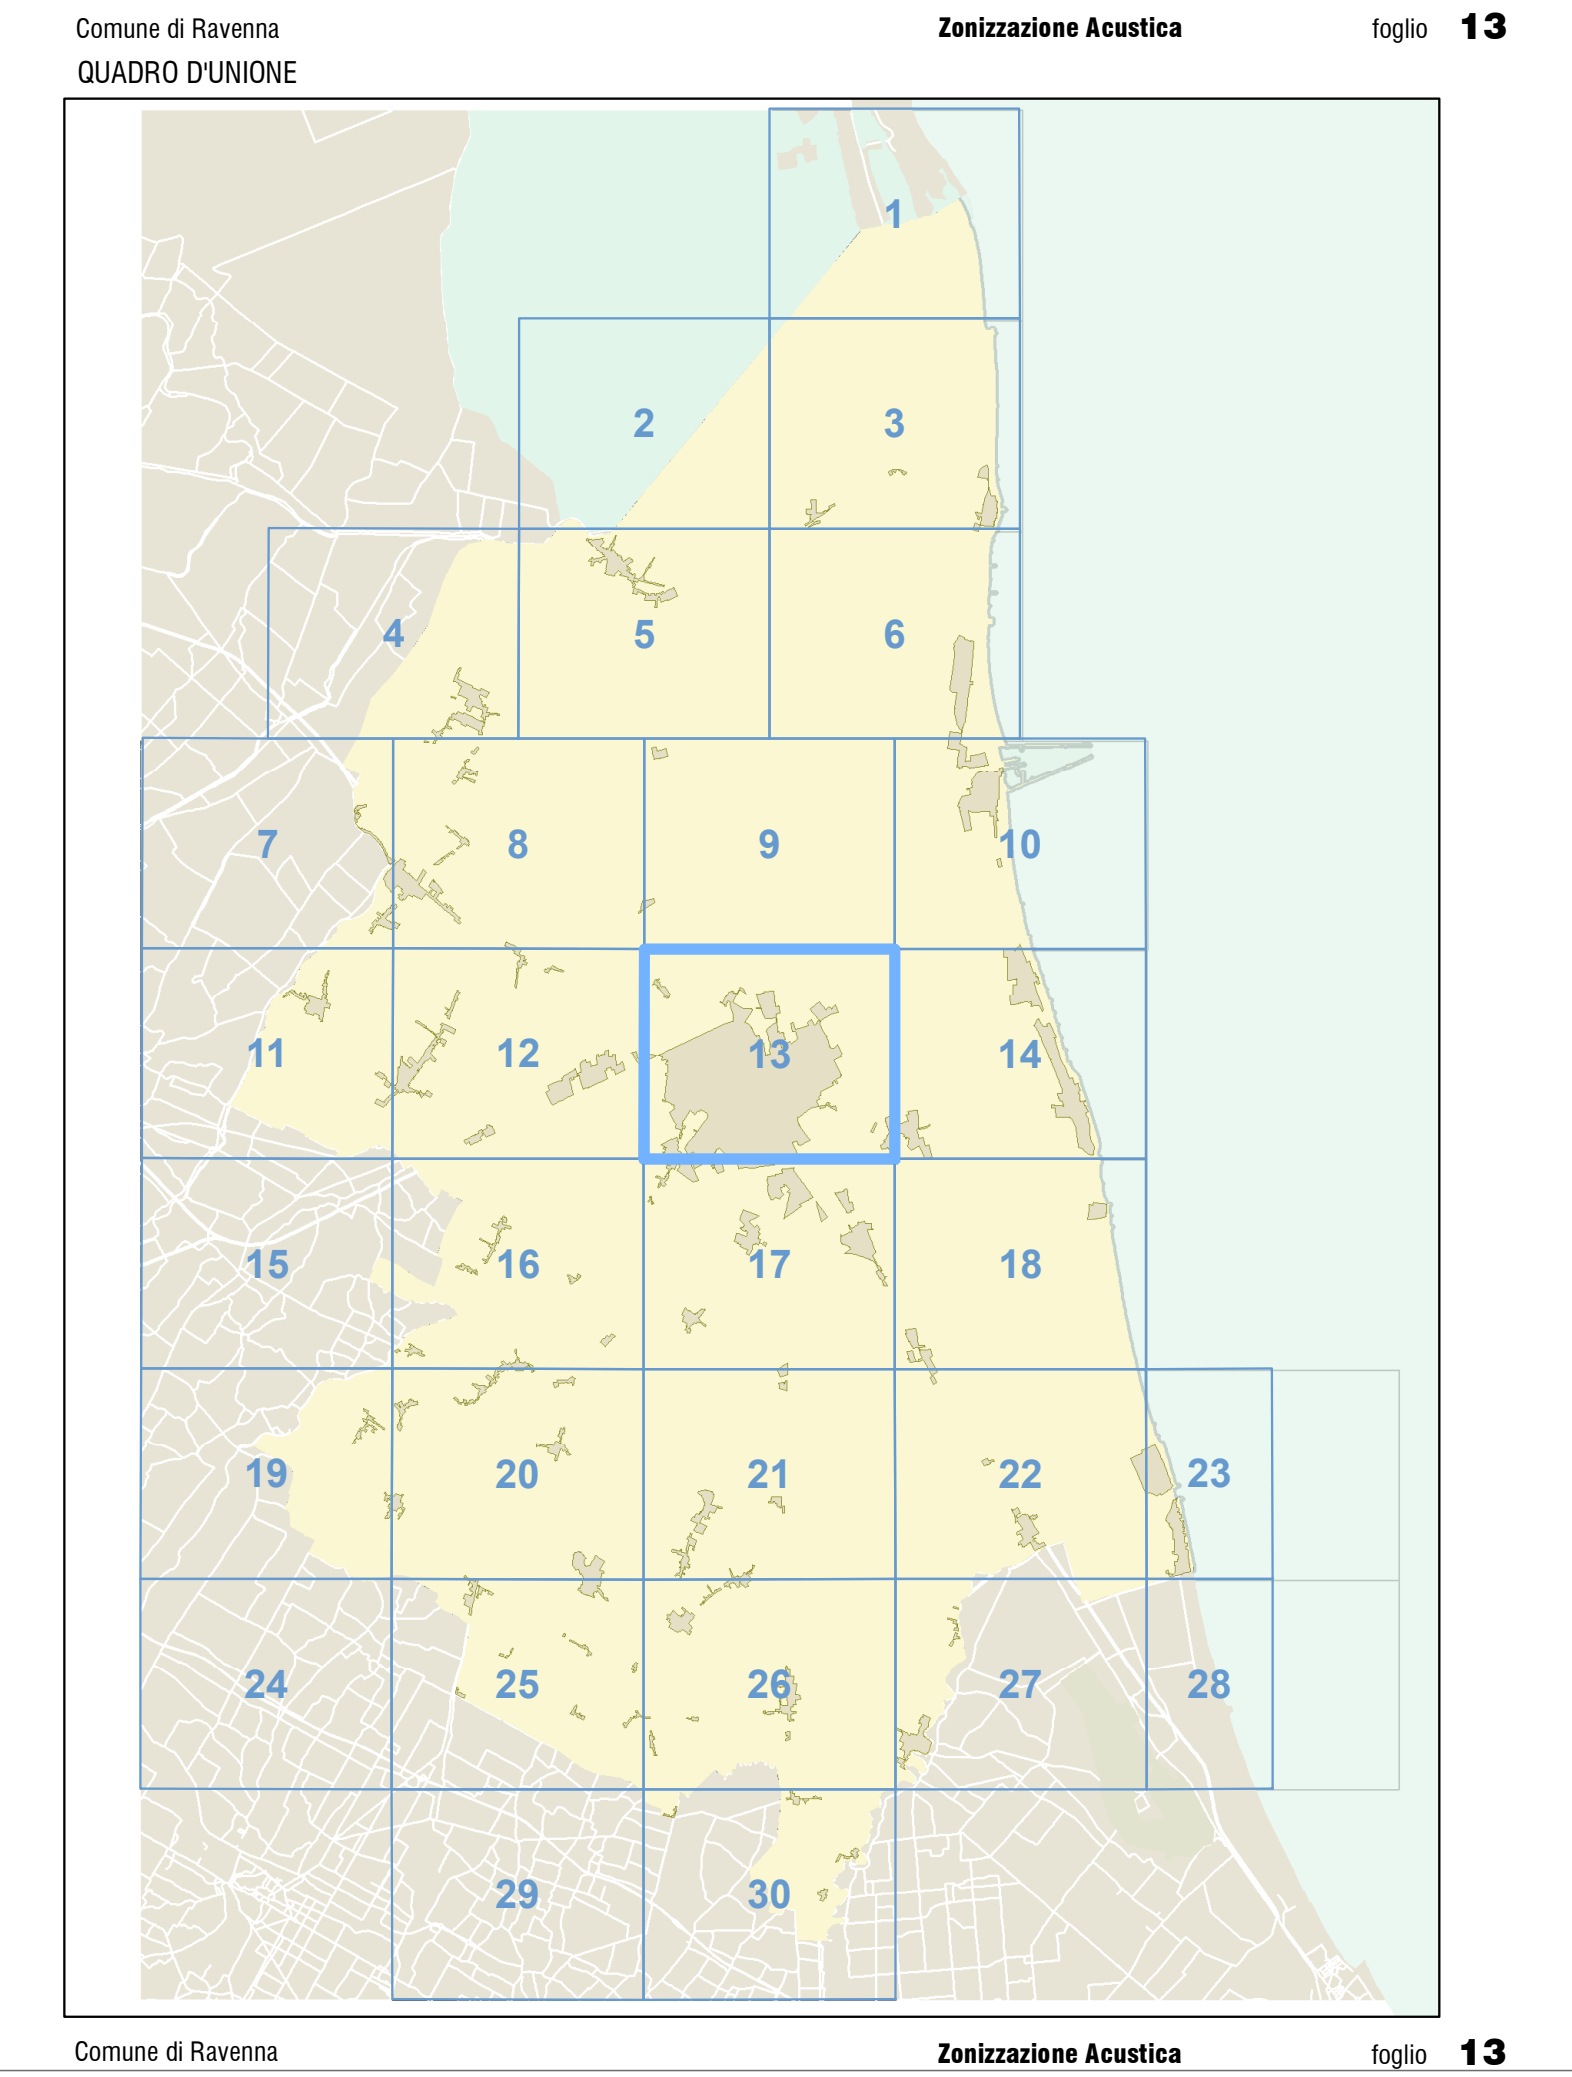 Comune di Ravenna Zonizzazione Acustica foglio 13
QUADRO D'UNIONE
1
2 3
4 5 6
7 8 9 10
11 12 13 14
15 16 17 18
19 20 21 22 23
24 25 26 27 28
29 30
Comune di Ravenna Zonizzazione Acustica foglio 13